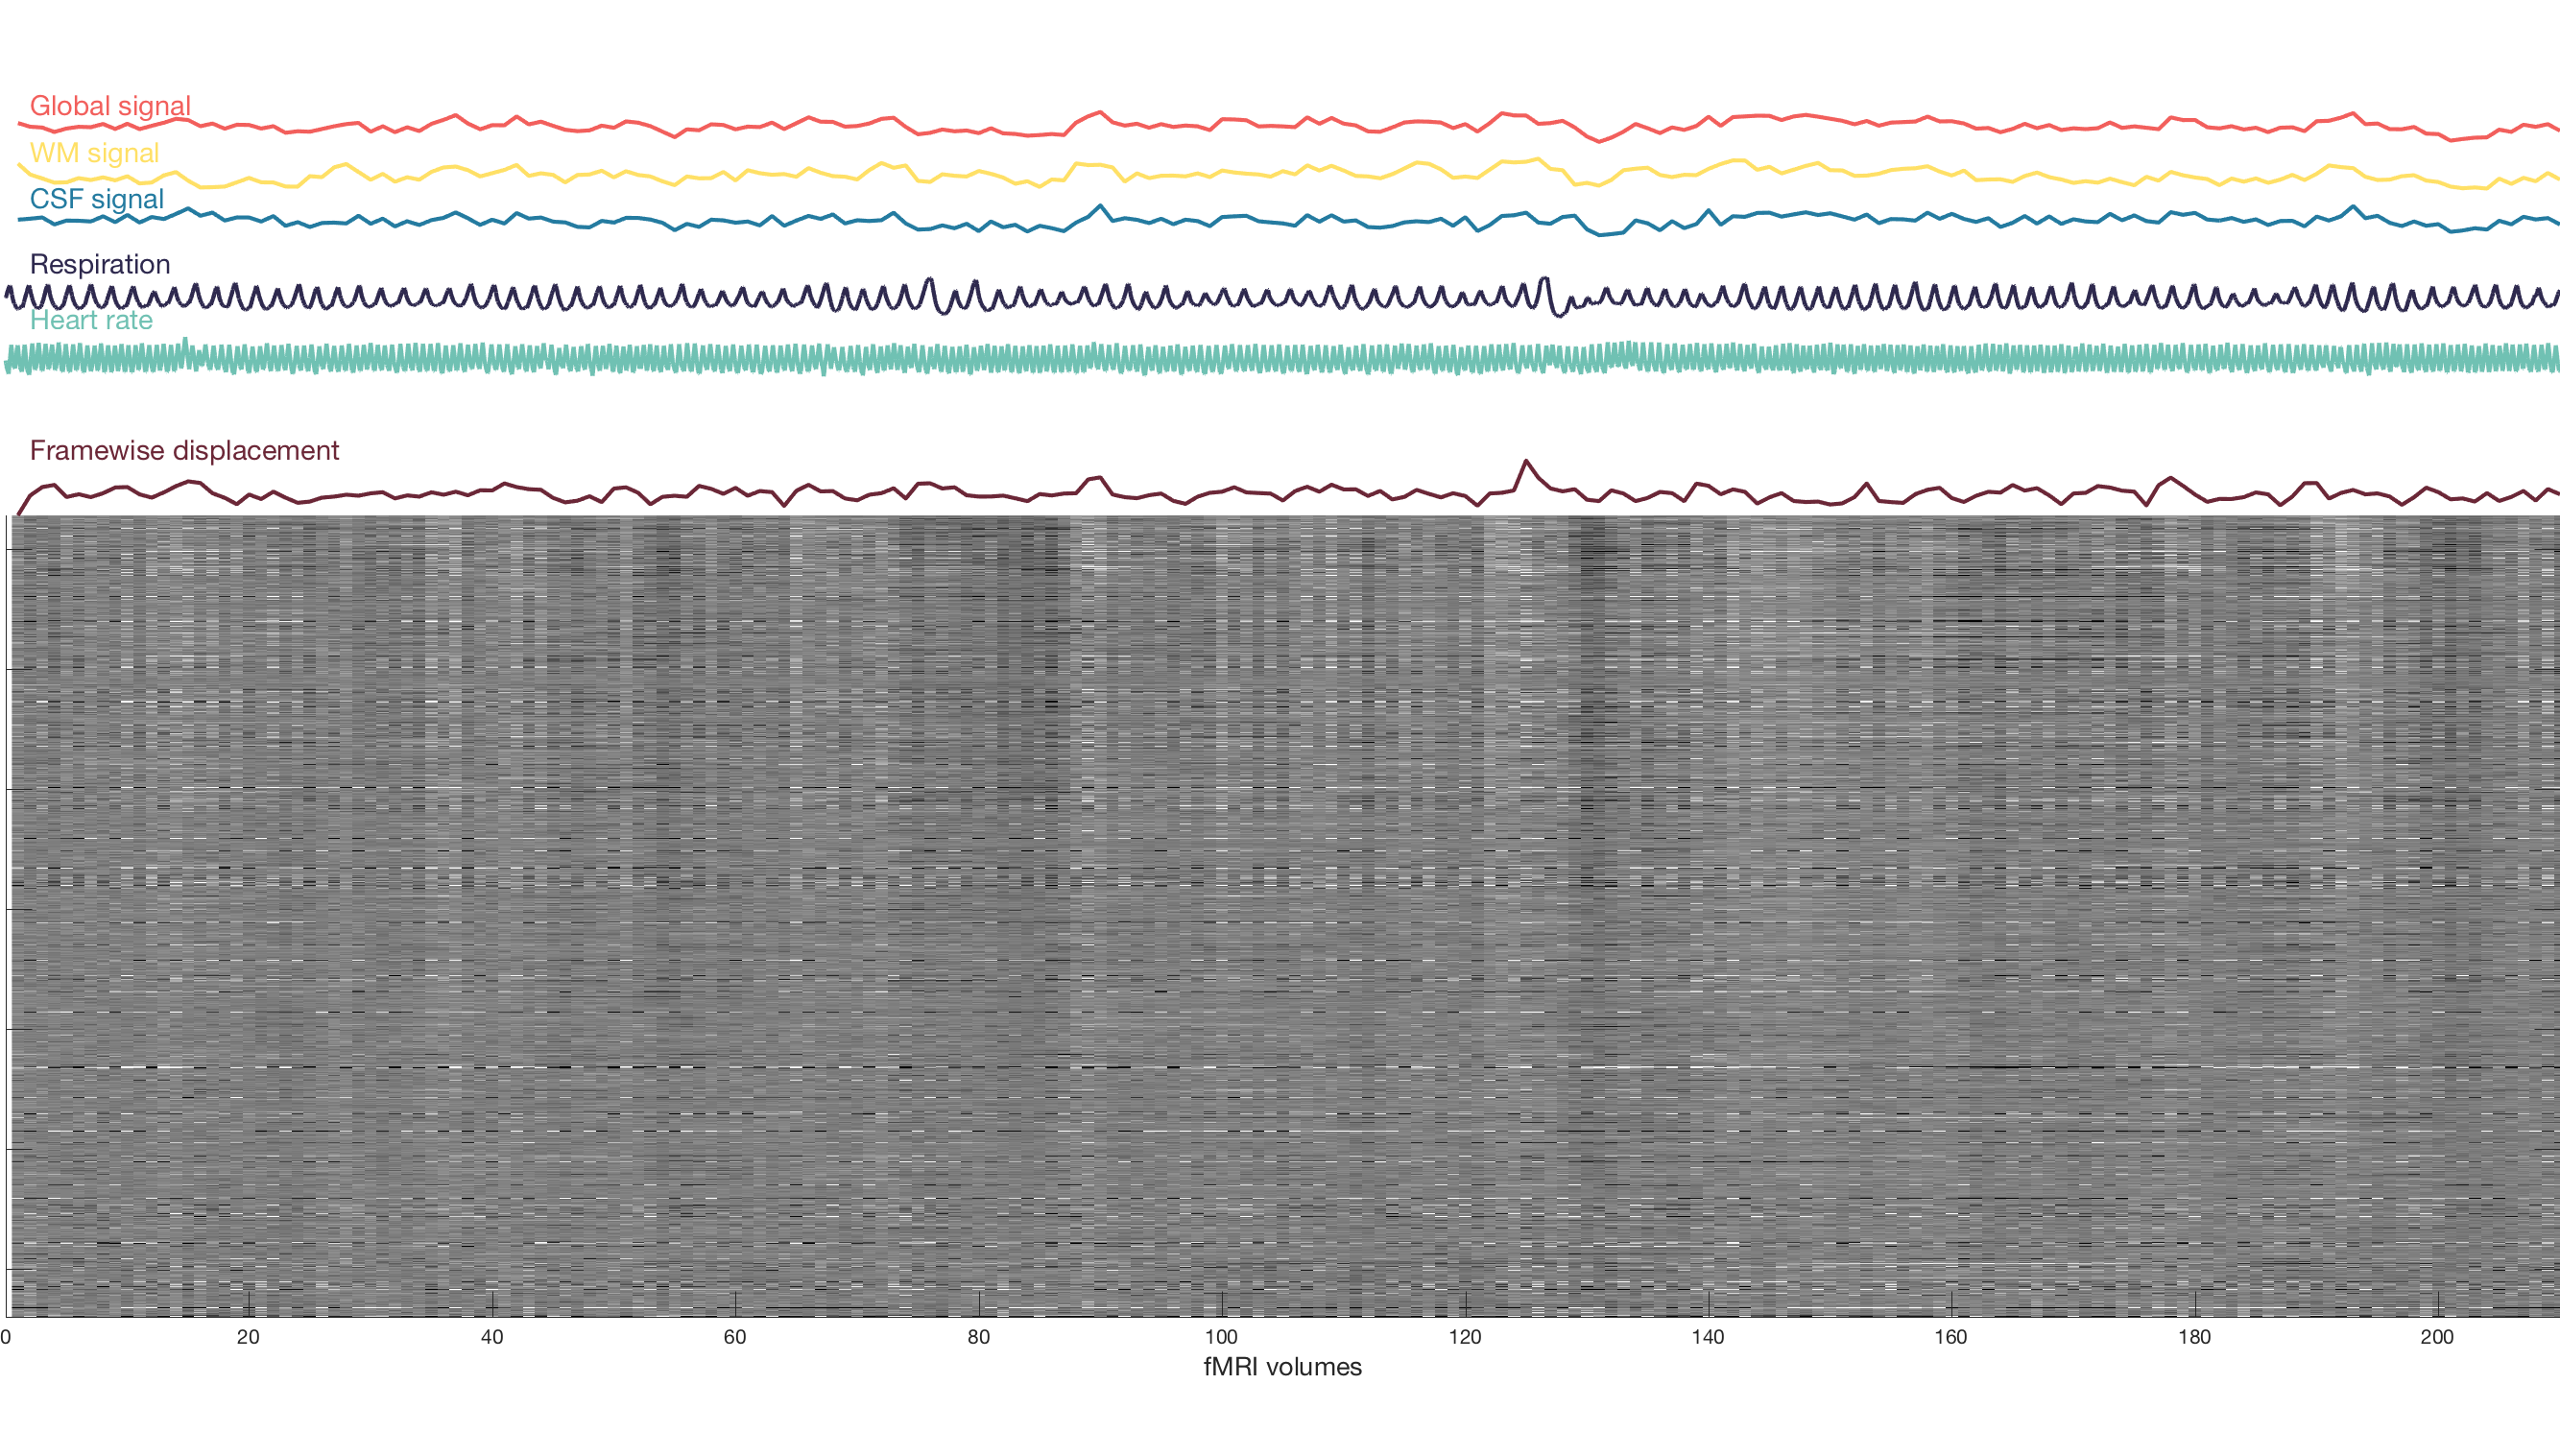 Global signal
WM signal
CSF signal
Respiration
Heart rate
Framewise displacement
0 20 40 60 80 100 120 140 160 180 200
fMRI volumes